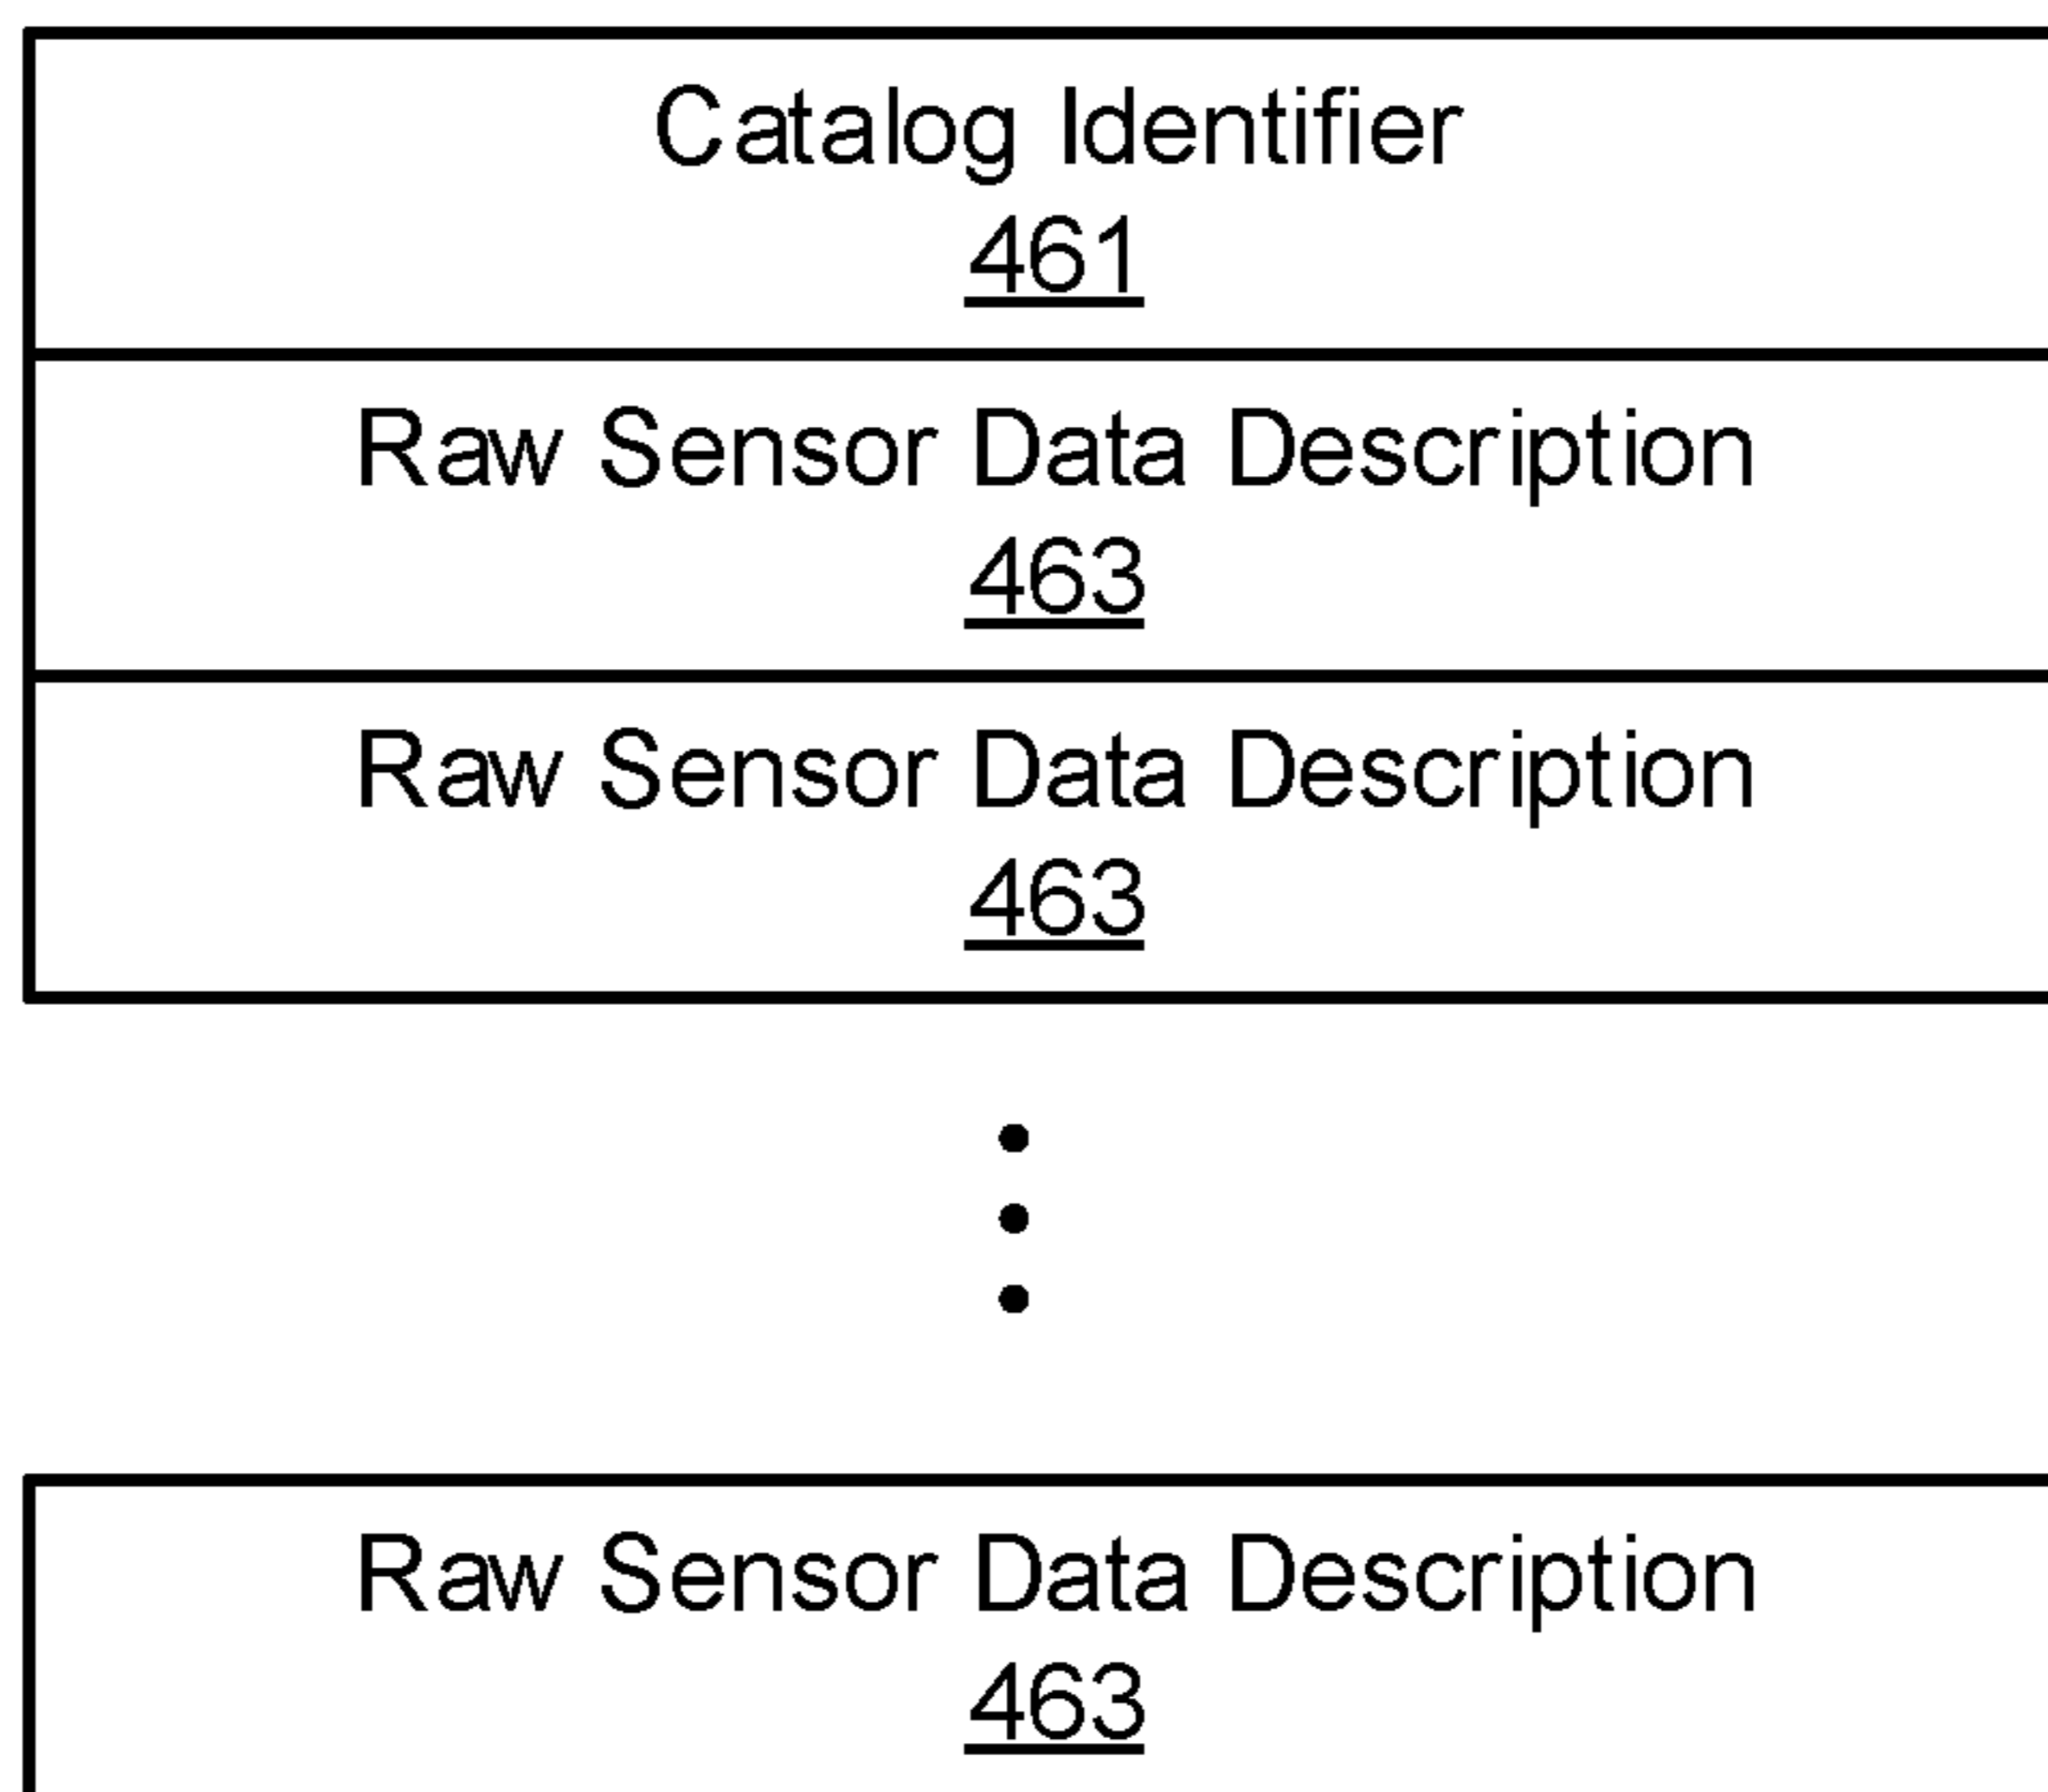 Catalog Identifier
461
Raw Sensor Data Description
463
Raw Sensor Data Description
463
Raw Sensor Data Description
463